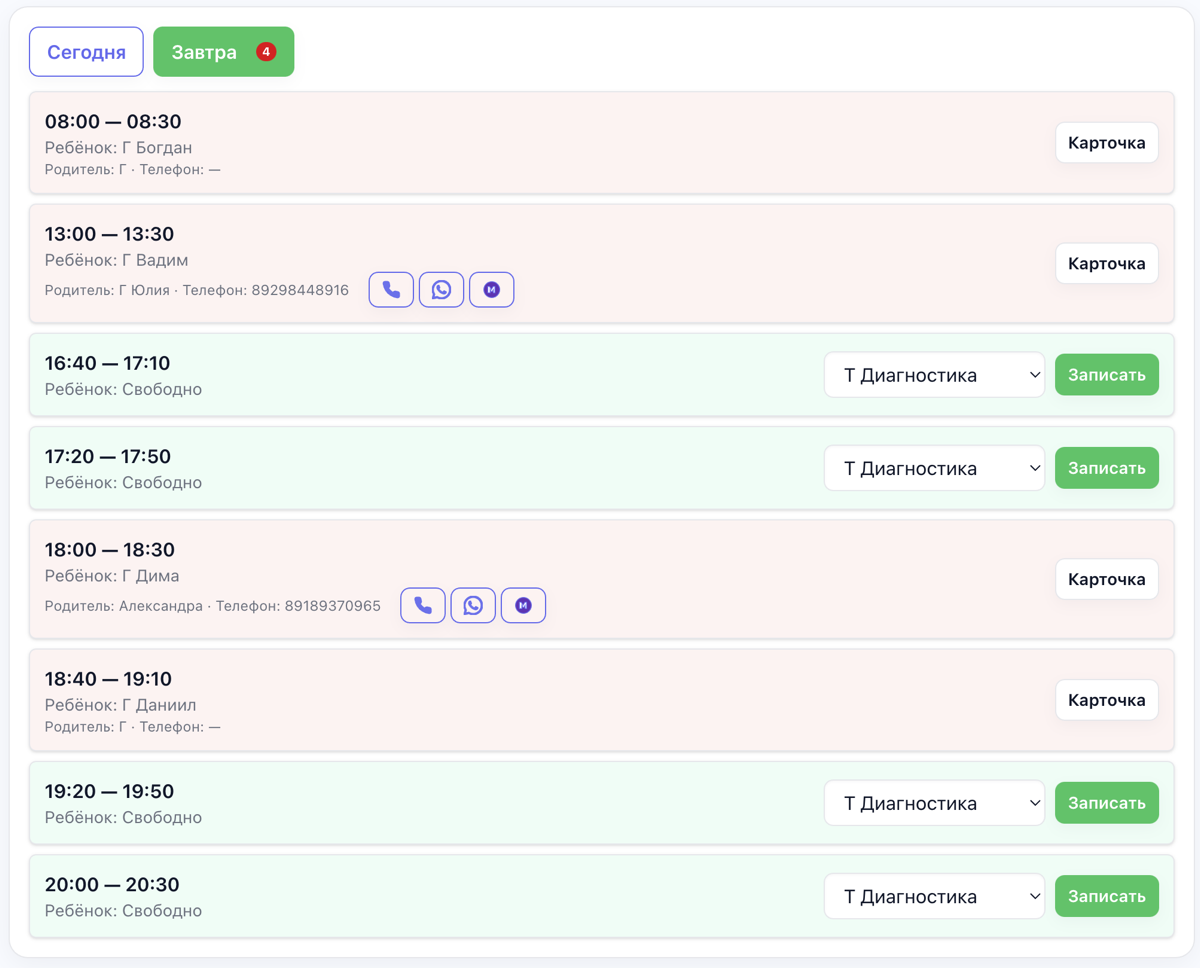 Сегодня
Завтра 4
08:00 — 08:30
Ребёнок: Г Богдан
Родитель: Г · Телефон: —
Карточка
13:00 — 13:30
Ребёнок: Г Вадим
Родитель: Г Юлия · Телефон: 89298448916
M
Карточка
16:40 — 17:10
Ребёнок: Свободно
Т Диагностика
Записать
17:20 — 17:50
Ребёнок: Свободно
Т Диагностика
Записать
18:00 — 18:30
Ребёнок: Г Дима
Родитель: Александра · Телефон: 89189370965
M
Карточка
18:40 — 19:10
Ребёнок: Г Даниил
Родитель: Г · Телефон: —
Карточка
19:20 — 19:50
Ребёнок: Свободно
Т Диагностика
Записать
20:00 — 20:30
Ребёнок: Свободно
Т Диагностика
Записать